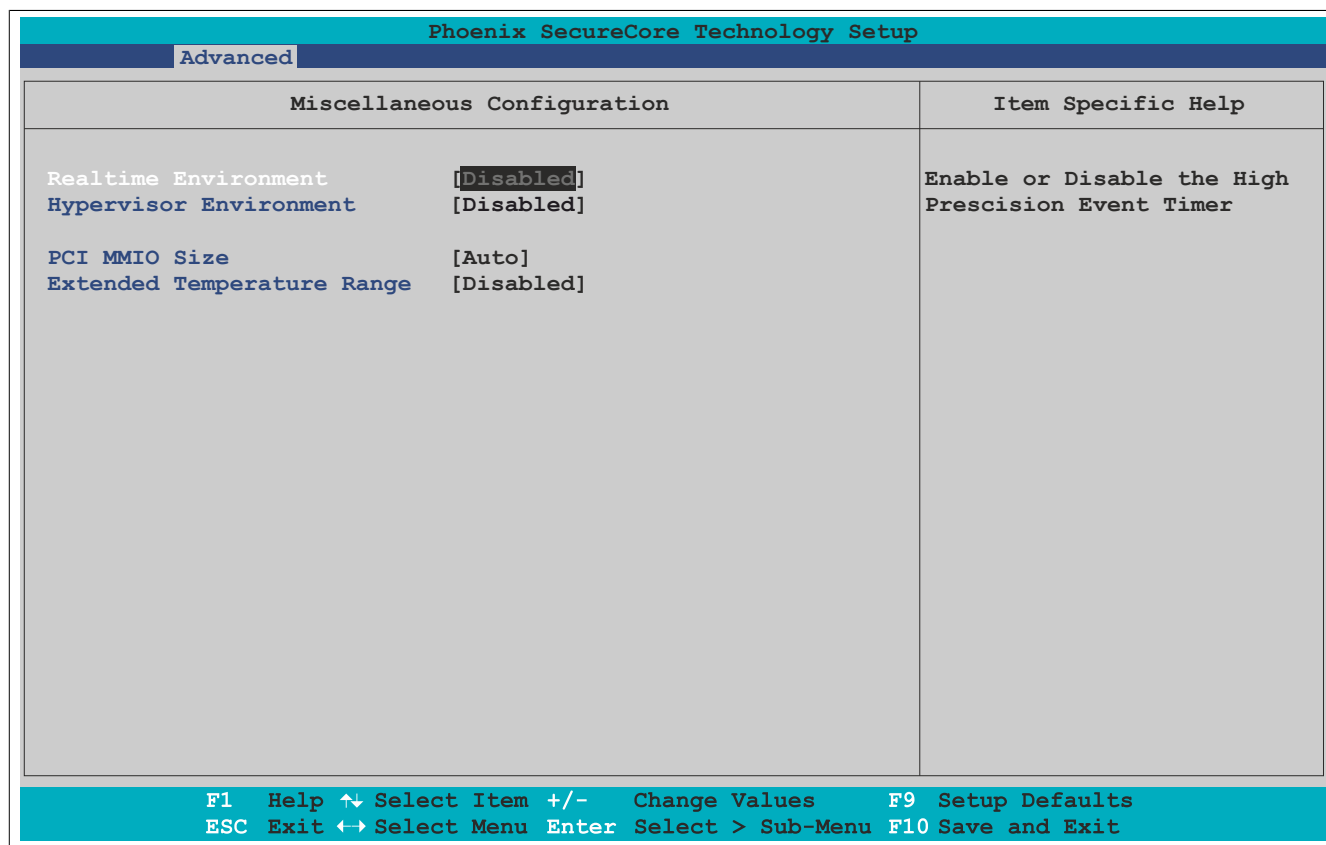 Phoenix SecureCore Technology Setup
Advanced
Miscellaneous Configuration
Item Specific Help
Realtime Environment [Disabled]
Hypervisor Environment [Disabled]
PCI MMIO Size [Auto]
Extended Temperature Range [Disabled]
Enable or Disable the High
Prescision Event Timer
F1 Help ↑↓ Select Item +/- Change Values F9 Setup Defaults
ESC Exit ←→ Select Menu Enter Select > Sub-Menu F10 Save and Exit